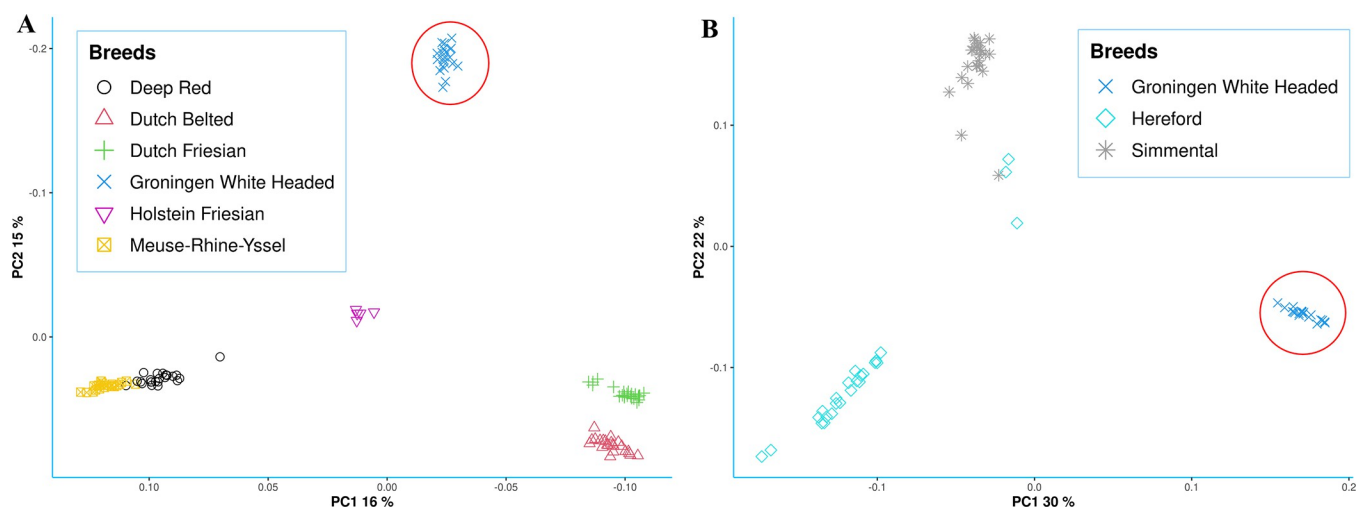 A
Breeds
Deep Red
Dutch Belted
Dutch Friesian
Groningen White Headed
Holstein Friesian
Meuse-Rhine-Yssel
-0.2
-0.1
0.0
PC2 15 %
0.10
0.05
0.00
-0.05
-0.10
PC1 16 %
B
Breeds
Groningen White Headed
Hereford
Simmental
0.1
0.0
-0.1
PC2 22 %
-0.1
0.0
0.1
0.2
PC1 30 %